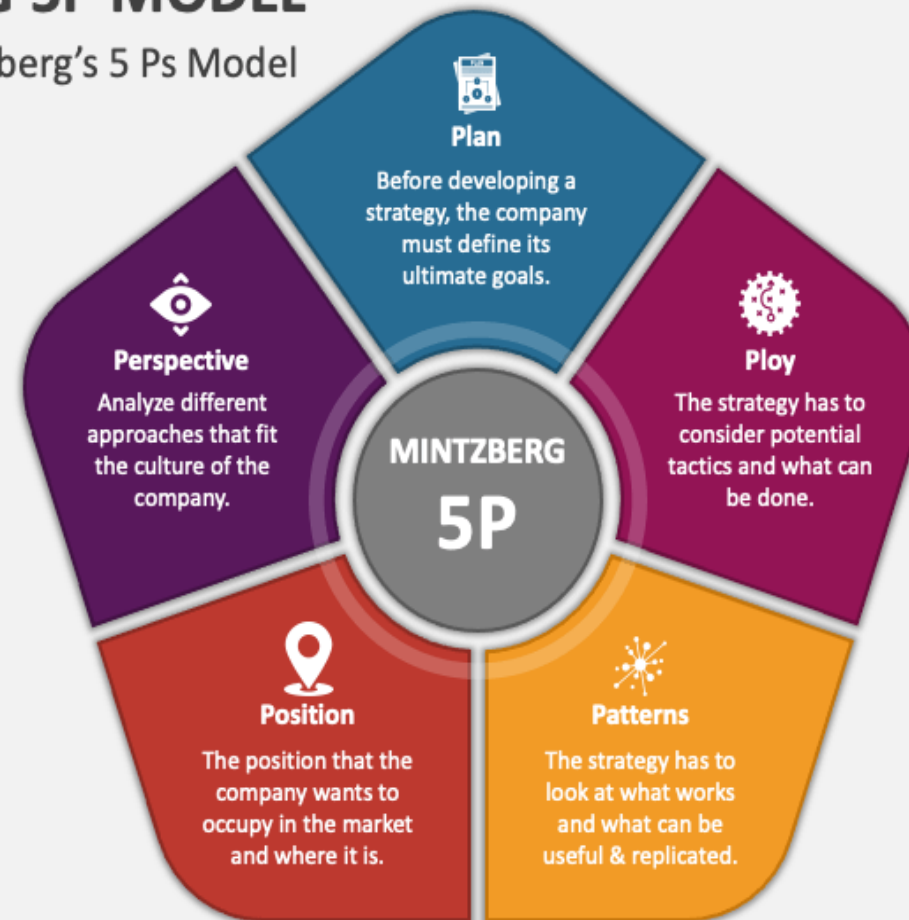 5P MODEL
berg's 5 Ps Model
Plan
Before developing a
strategy, the company
must define its
ultimate goals.
Ploy
The strategy has to
consider potential
tactics and what can
be done.
Patterns
The strategy has to
look at what works
and what can be
useful & replicated.
Position
The position that the
company wants to
occupy in the market
and where it is.
Perspective
Analyze different
approaches that fit
the culture of the
company.
MINTZBERG
5P